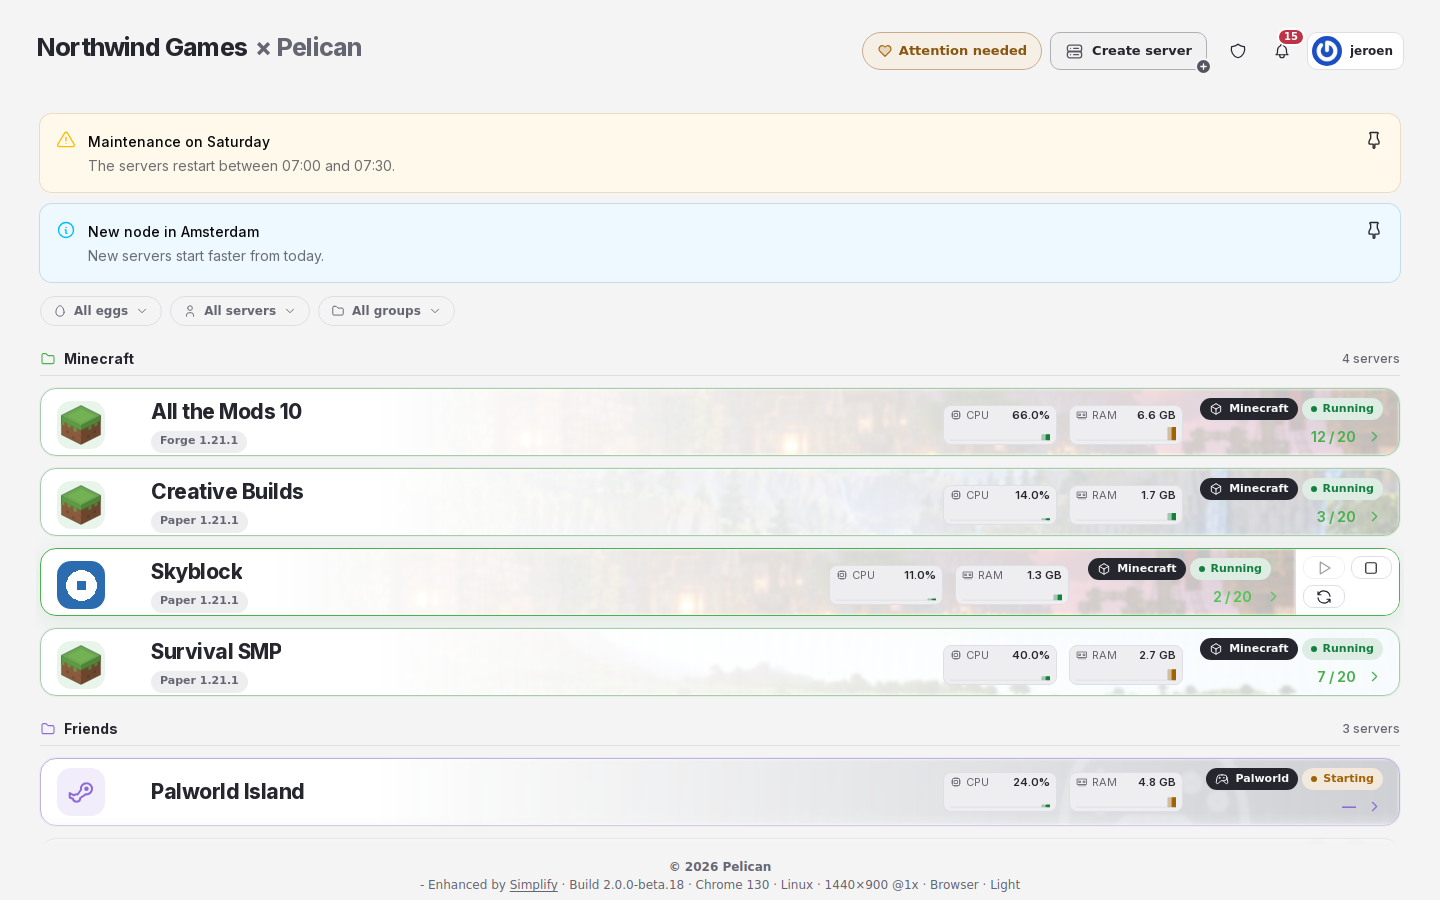 Northwind Games × Pelican
Attention needed
Create server
15
jeroen
Maintenance on Saturday
The servers restart between 07:00 and 07:30.
New node in Amsterdam
New servers start faster from today.
All eggs
All servers
All groups
Minecraft
4 servers
All the Mods 10
Forge 1.21.1
CPU 66.0%
RAM 6.6 GB
Minecraft
Running
12 / 20
Creative Builds
Paper 1.21.1
CPU 14.0%
RAM 1.7 GB
Minecraft
Running
3 / 20
Skyblock
Paper 1.21.1
CPU 11.0%
RAM 1.3 GB
Minecraft
Running
2 / 20
Survival SMP
Paper 1.21.1
CPU 40.0%
RAM 2.7 GB
Minecraft
Running
7 / 20
Friends
3 servers
Palworld Island
CPU 24.0%
RAM 4.8 GB
Palworld
Starting
—
© 2026 Pelican
- Enhanced by Simplify · Build 2.0.0-beta.18 · Chrome 130 · Linux · 1440×900 @1x · Browser · Light